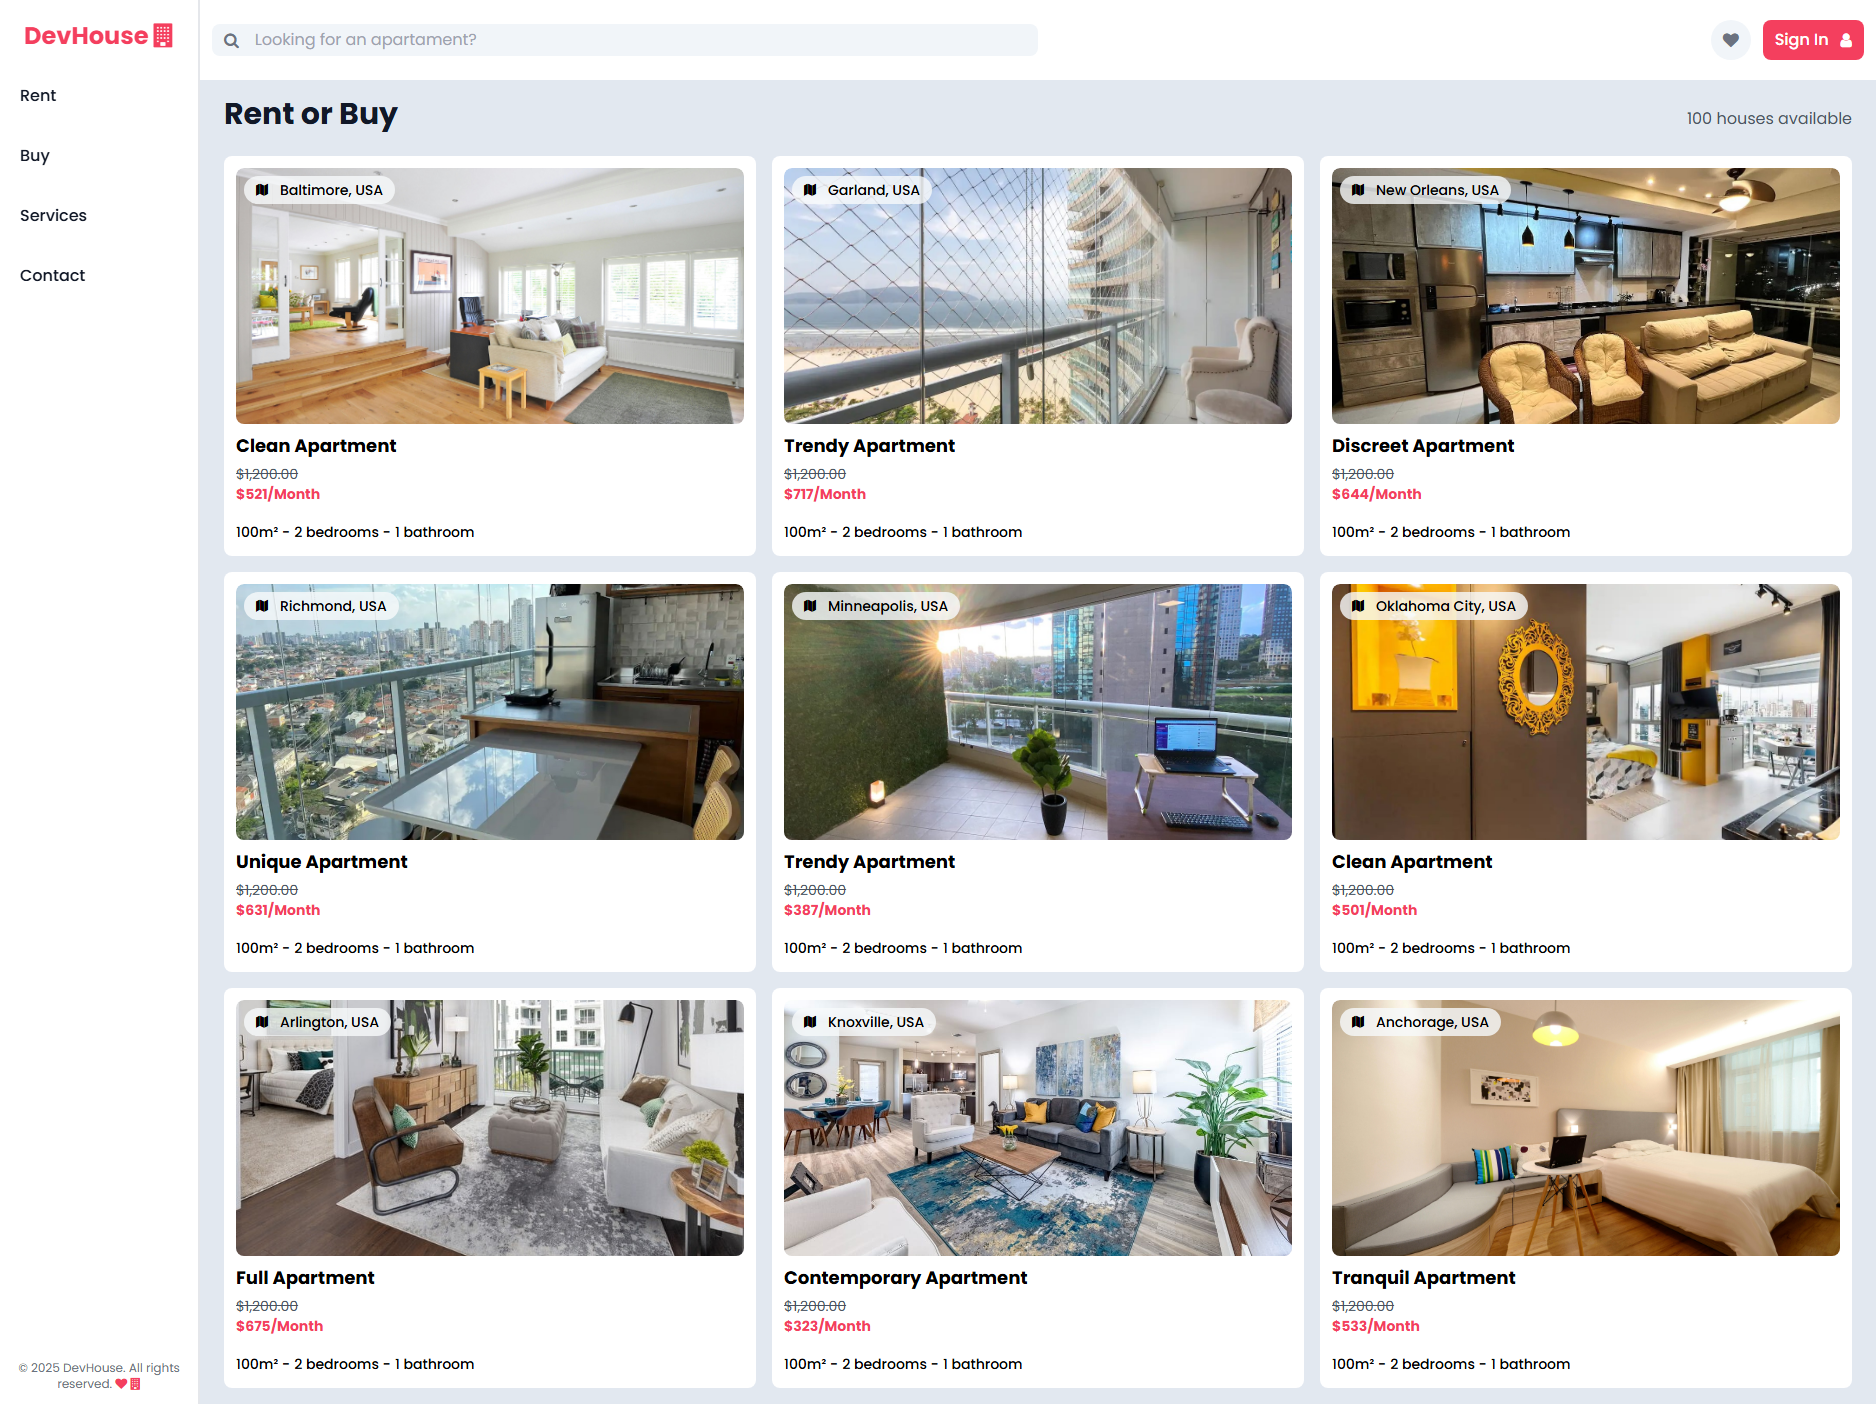 DevHouse
Looking for an apartament?
Sign In
Rent
Buy
Services
Contact
Rent or Buy
100 houses available
Baltimore, USA
Clean Apartment
$1,200.00
$521/Month
100m² - 2 bedrooms - 1 bathroom
Garland, USA
Trendy Apartment
$1,200.00
$717/Month
100m² - 2 bedrooms - 1 bathroom
New Orleans, USA
Discreet Apartment
$1,200.00
$644/Month
100m² - 2 bedrooms - 1 bathroom
Richmond, USA
Unique Apartment
$1,200.00
$631/Month
100m² - 2 bedrooms - 1 bathroom
Minneapolis, USA
Trendy Apartment
$1,200.00
$387/Month
100m² - 2 bedrooms - 1 bathroom
Oklahoma City, USA
Clean Apartment
$1,200.00
$501/Month
100m² - 2 bedrooms - 1 bathroom
Arlington, USA
Full Apartment
$1,200.00
$675/Month
100m² - 2 bedrooms - 1 bathroom
Knoxville, USA
Contemporary Apartment
$1,200.00
$323/Month
100m² - 2 bedrooms - 1 bathroom
Anchorage, USA
Tranquil Apartment
$1,200.00
$533/Month
100m² - 2 bedrooms - 1 bathroom
© 2025 DevHouse. All rights
reserved.